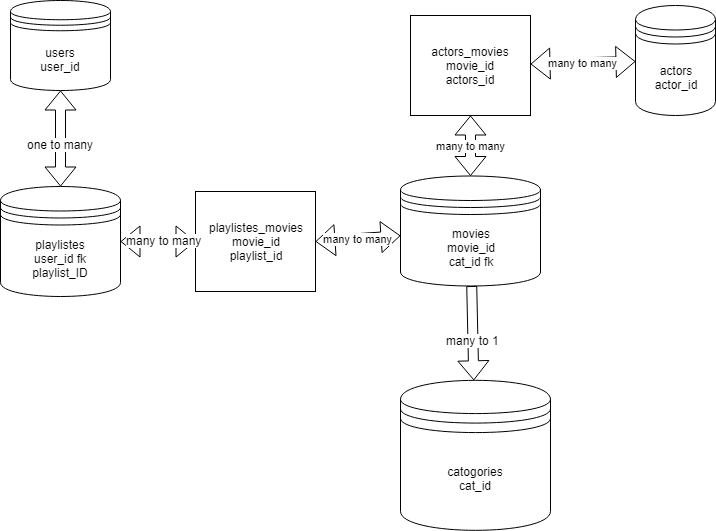 users
user_id
one to many
playlistes
user_id fk
playlist_ID
many to many
playlistes_movies
movie_id
playlist_id
many to many
movies
movie_id
cat_id fk
many to many
actors_movies
movie_id
actors_id
many to many
actors
actor_id
many to 1
catogories
cat_id